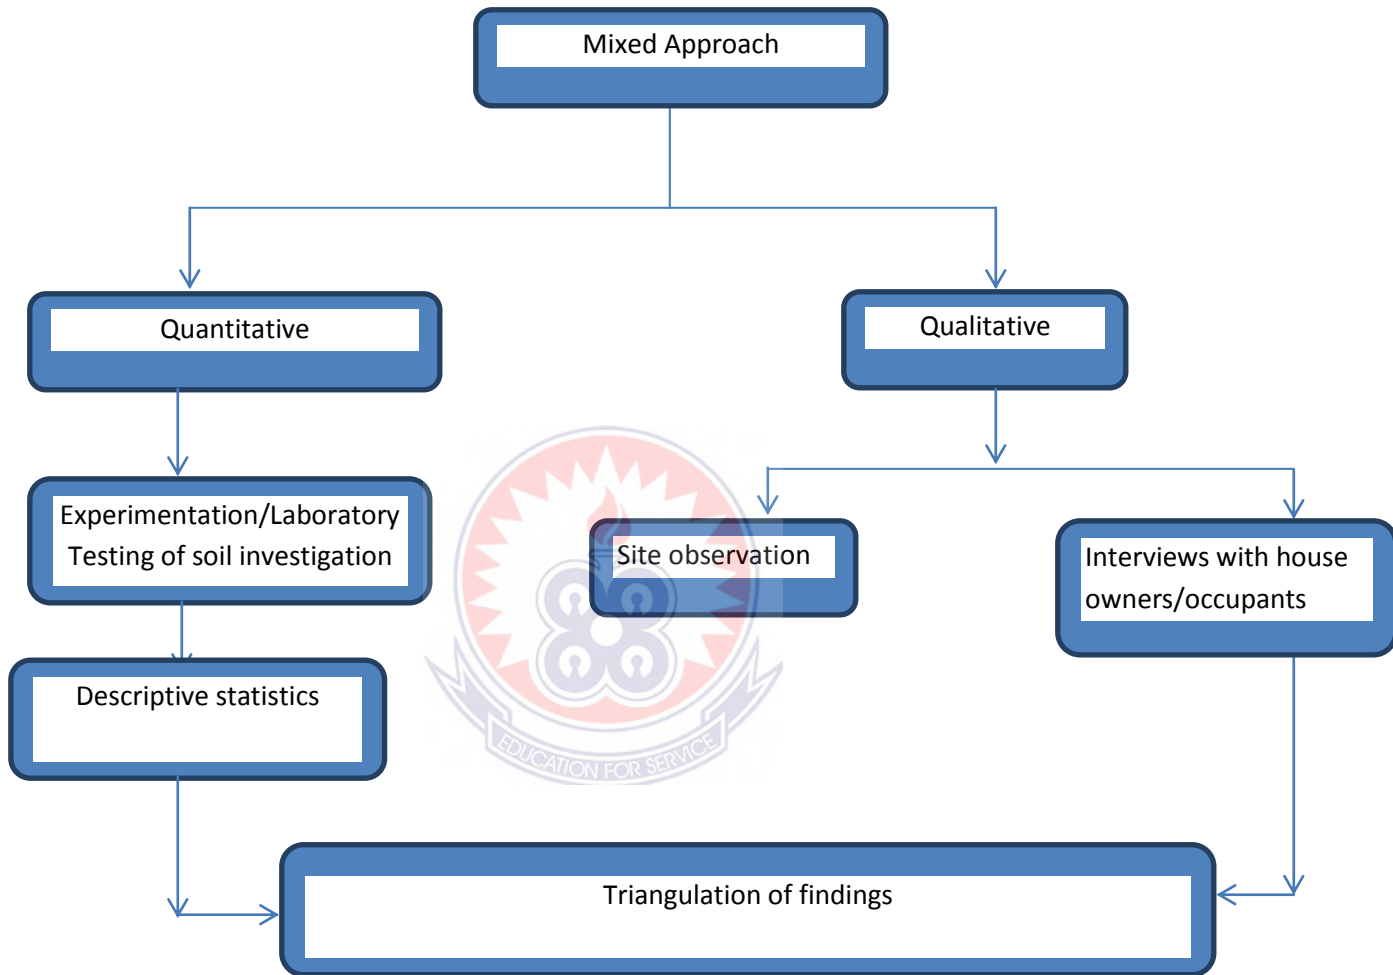 Mixed Approach
Quantitative
Qualitative
Experimentation/Laboratory
Testing of soil investigation
Site observation
Interviews with house
owners/occupants
Descriptive statistics
EDUCATION FOR SERVICE
Triangulation of findings